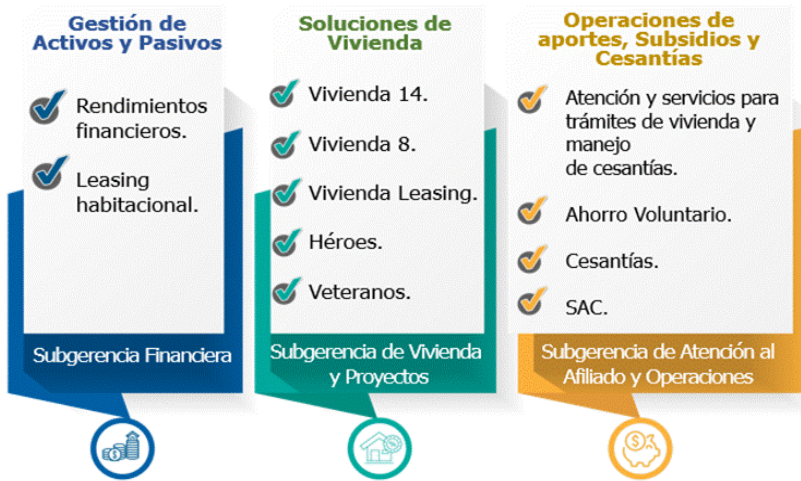 Gestión de
Activos y Pasivos
Rendimientos
financieros.
Leasing
habitacional.
Subgerencia Financiera
Soluciones de
Vivienda
Vivienda 14.
Vivienda 8.
Vivienda Leasing.
Héroes.
Veteranos.
Subgerencia de Vivienda
y Proyectos
Operaciones de
aportes, Subsidios y
Cesantías
Atención y servicios para
trámites de vivienda y
manejo
de cesantías.
Ahorro Voluntario.
Cesantías.
SAC.
Subgerencia de Atención al
Afiliado y Operaciones